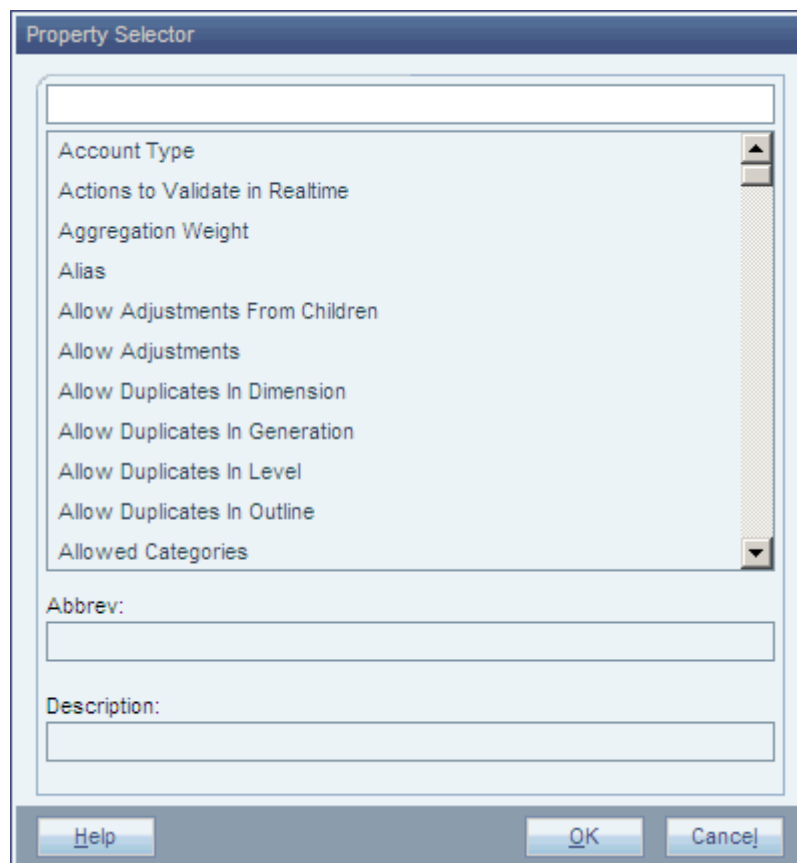 Property Selector
Account Type
Actions to Validate in Realtime
Aggregation Weight
Alias
Allow Adjustments From Children
Allow Adjustments
Allow Duplicates In Dimension
Allow Duplicates In Generation
Allow Duplicates In Level
Allow Duplicates In Outline
Allowed Categories
Abbrev:
Description:
Help OK Cancel